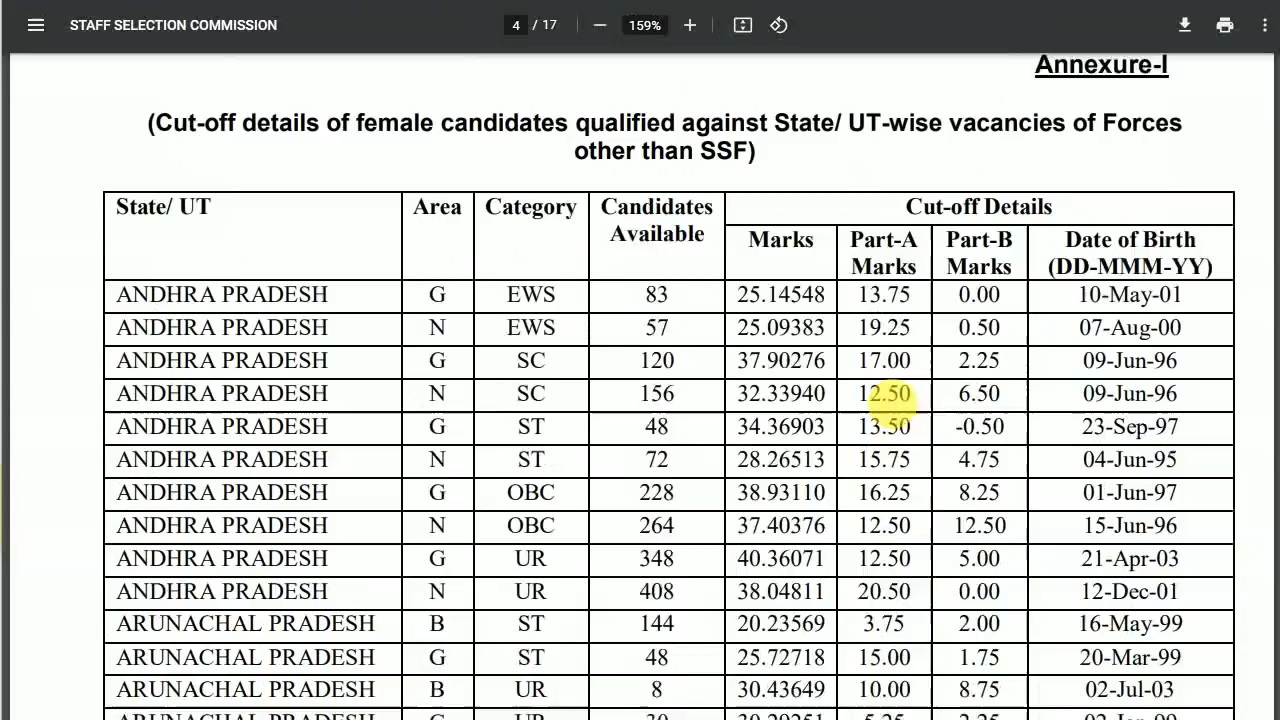 STAFF SELECTION COMMISSION 4 / 17 159%
Annexure-I
(Cut-off details of female candidates qualified against State/ UT-wise vacancies of Forces
other than SSF)
State/ UT Area Category Candidates Available Cut-off Details
Marks Part-A Marks Part-B Marks Date of Birth (DD-MMM-YY)
ANDHRA PRADESH G EWS 83 25.14548 13.75 0.00 10-May-01
ANDHRA PRADESH N EWS 57 25.09383 19.25 0.50 07-Aug-00
ANDHRA PRADESH G SC 120 37.90276 17.00 2.25 09-Jun-96
ANDHRA PRADESH N SC 156 32.33940 12.50 6.50 09-Jun-96
ANDHRA PRADESH G ST 48 34.36903 13.50 -0.50 23-Sep-97
ANDHRA PRADESH N ST 72 28.26513 15.75 4.75 04-Jun-95
ANDHRA PRADESH G OBC 228 38.93110 16.25 8.25 01-Jun-97
ANDHRA PRADESH N OBC 264 37.40376 12.50 12.50 15-Jun-96
ANDHRA PRADESH G UR 348 40.36071 12.50 5.00 21-Apr-03
ANDHRA PRADESH N UR 408 38.04811 20.50 0.00 12-Dec-01
ARUNACHAL PRADESH B ST 144 20.23569 3.75 2.00 16-May-99
ARUNACHAL PRADESH G ST 48 25.72718 15.00 1.75 20-Mar-99
ARUNACHAL PRADESH B UR 8 30.43649 10.00 8.75 02-Jul-03
ARUNACHAL PRADESH